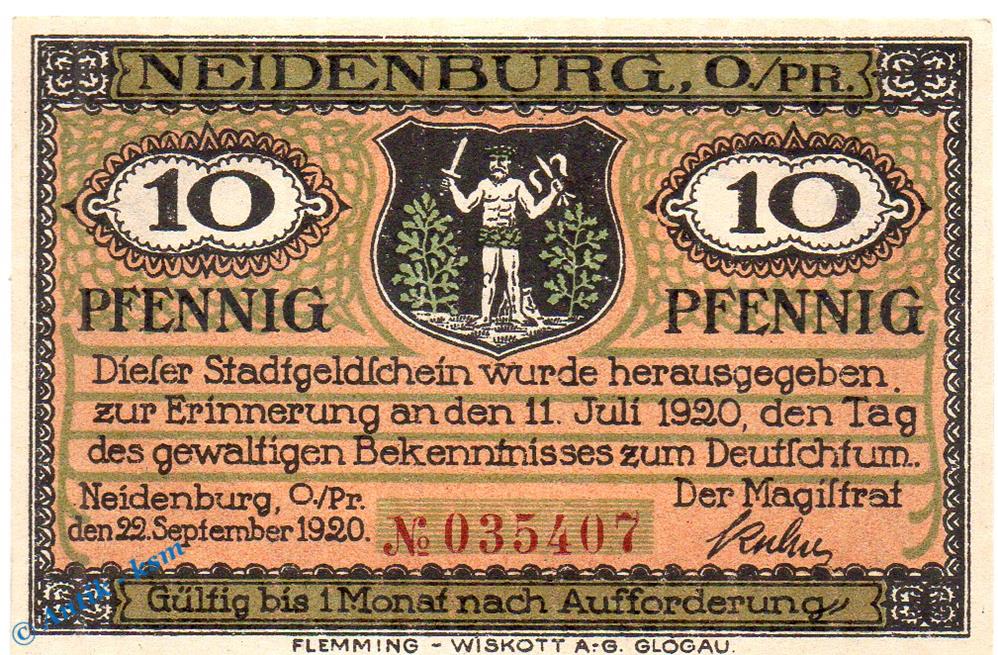 NEIDENBURG, O./PR.
10 10
PFENNIG PFENNIG
Dieſer Stadtgeldſchein wurde herausgegeben
zur Erinnerung an den 11. Juli 1920, den Tag
des gewaltigen Bekenntnisses zum Deutſchtum.
Neidenburg, O./Pr. Der Magiſtrat
den 22. September 1920. № 035407
Gültig bis 1 Monat nach Aufforderung
FLEMMING - WISKOTT A.-G. GLOGAU.
© Antik - ksm